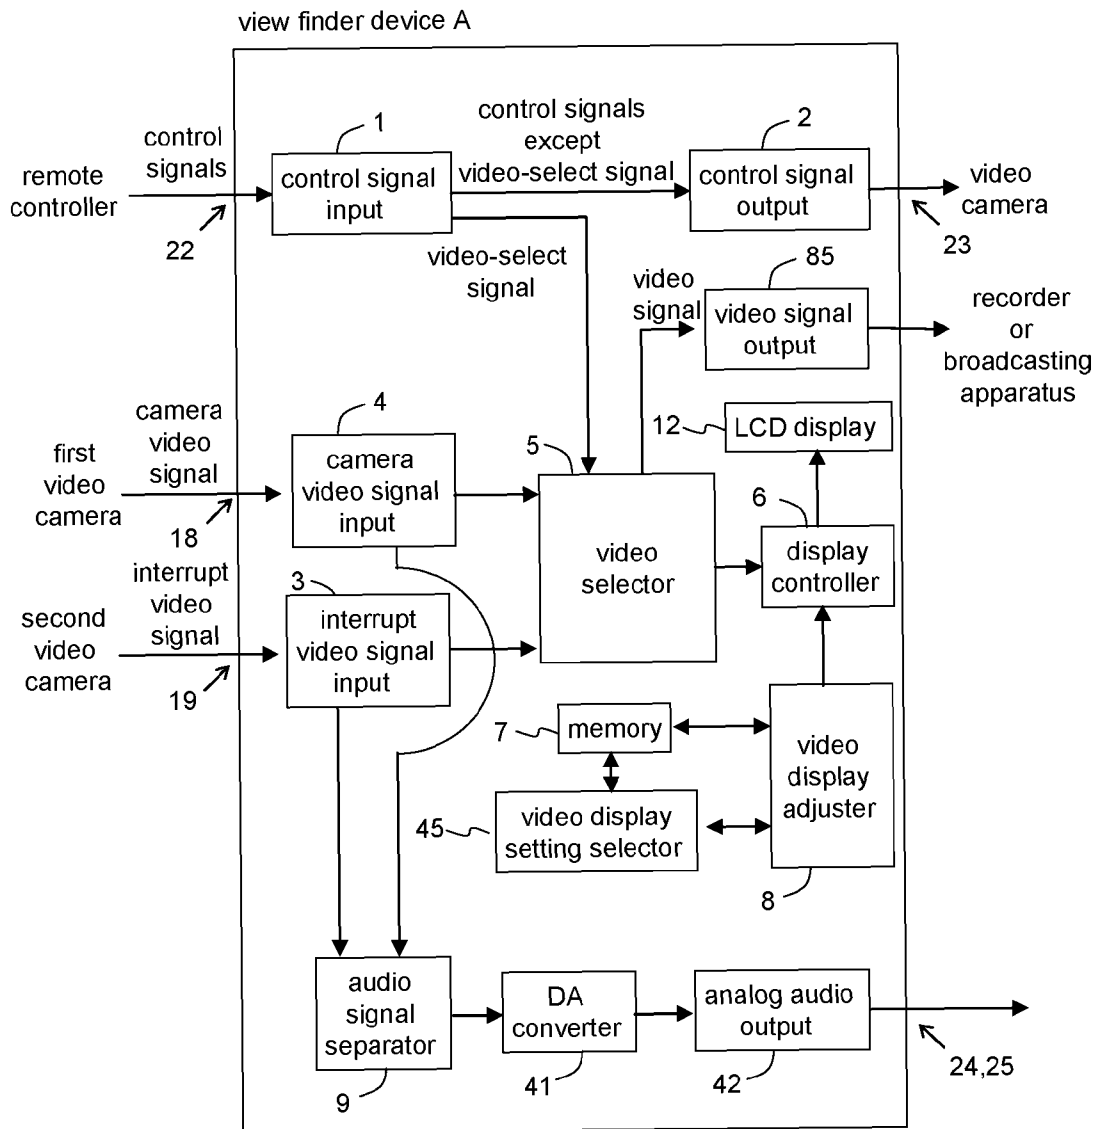 view finder device A
control
signals
remote
controller
22
1
control signal
input
control signals
except
video-select signal
2
control signal
output
video
camera
23
video-select
signal
video
signal
85
video signal
output
recorder
or
broadcasting
apparatus
camera
video
signal
first
video
camera
18
4
camera
video signal
input
5
video
selector
12
LCD display
6
display
controller
interrupt
video
signal
second
video
camera
19
3
interrupt
video signal
input
7
memory
45
video display
setting selector
video
display
adjuster
8
audio
signal
separator
9
DA
converter
41
analog audio
output
42
24,25